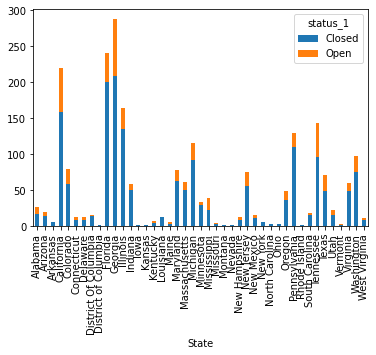 status_1
Closed
Open
300
250
200
150
100
50
0
Alabama
Arizona
Arkansas
California
Colorado
Connecticut
Delaware
District Of Columbia
District of Columbia
Florida
Georgia
Illinois
Indiana
Iowa
Kansas
Kentucky
Louisiana
Maine
Maryland
Massachusetts
Michigan
Minnesota
Mississippi
Missouri
Montana
Nevada
New Hampshire
New Jersey
New Mexico
New York
North Carolina
Ohio
Oregon
Pennsylvania
Rhode Island
South Carolina
Tennessee
Texas
Utah
Vermont
Virginia
Washington
West Virginia
State